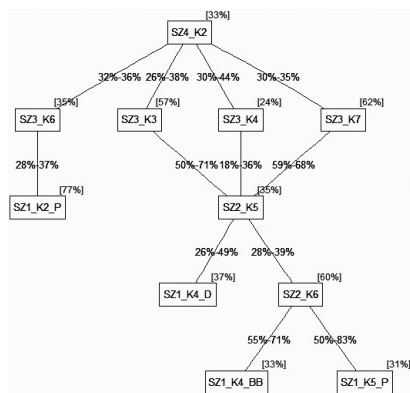 [33%]
SZ4_K2
32%-36% 26%-38% 30%-44% 30%-35%
[35%] [57%] [24%] [62%]
SZ3_K6 SZ3_K3 SZ3_K4 SZ3_K7
28%-37% 50%-71% 18%-36% 59%-68%
[77%] [35%]
SZ1_K2_P SZ2_K5
26%-49% 28%-39%
[37%] [60%]
SZ1_K4_D SZ2_K6
55%-71% 50%-83%
[33%] [31%]
SZ1_K4_BB SZ1_K5_P